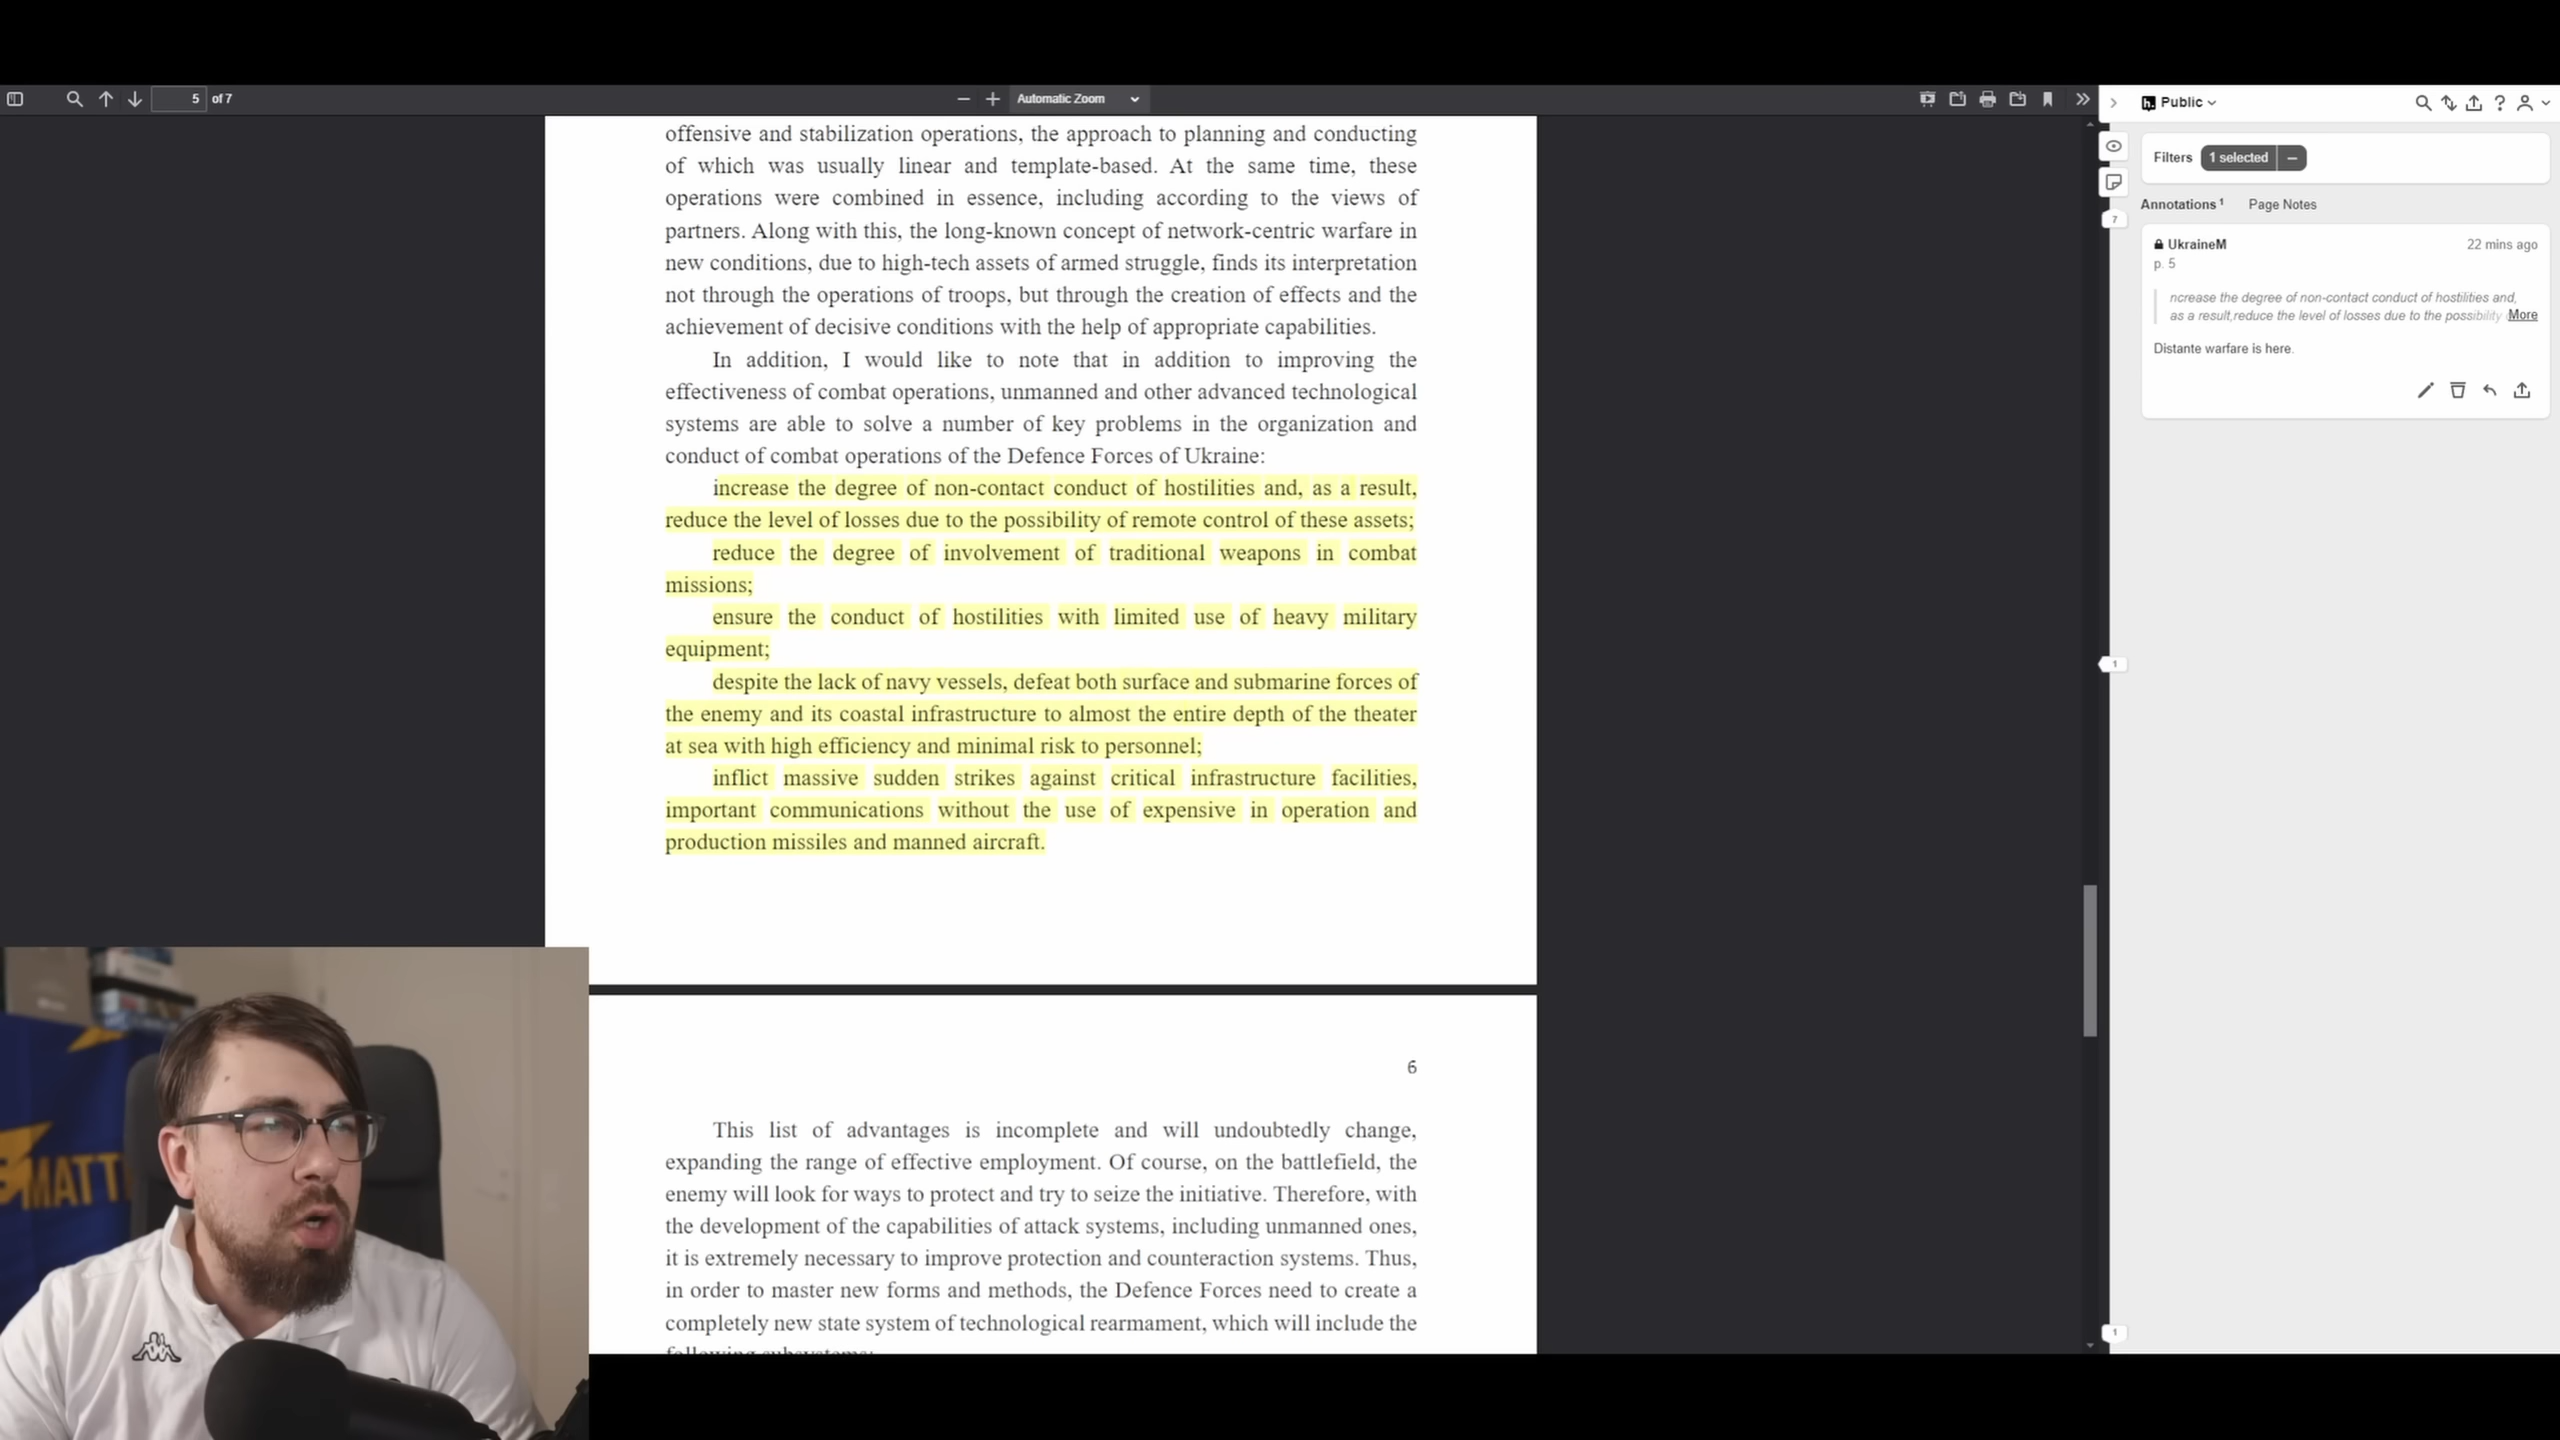 5 of 7
Automatic Zoom
Public
offensive and stabilization operations, the approach to planning and conducting
of which was usually linear and template-based. At the same time, these
operations were combined in essence, including according to the views of
partners. Along with this, the long-known concept of network-centric warfare in
new conditions, due to high-tech assets of armed struggle, finds its interpretation
not through the operations of troops, but through the creation of effects and the
achievement of decisive conditions with the help of appropriate capabilities.
In addition, I would like to note that in addition to improving the
effectiveness of combat operations, unmanned and other advanced technological
systems are able to solve a number of key problems in the organization and
conduct of combat operations of the Defence Forces of Ukraine:
increase the degree of non-contact conduct of hostilities and, as a result,
reduce the level of losses due to the possibility of remote control of these assets;
reduce the degree of involvement of traditional weapons in combat
missions;
ensure the conduct of hostilities with limited use of heavy military
equipment;
despite the lack of navy vessels, defeat both surface and submarine forces of
the enemy and its coastal infrastructure to almost the entire depth of the theater
at sea with high efficiency and minimal risk to personnel;
inflict massive sudden strikes against critical infrastructure facilities,
important communications without the use of expensive in operation and
production missiles and manned aircraft.
6
This list of advantages is incomplete and will undoubtedly change,
expanding the range of effective employment. Of course, on the battlefield, the
enemy will look for ways to protect and try to seize the initiative. Therefore, with
the development of the capabilities of attack systems, including unmanned ones,
it is extremely necessary to improve protection and counteraction systems. Thus,
in order to master new forms and methods, the Defence Forces need to create a
completely new state system of technological rearmament, which will include the
following subsystems:
Filters 1 selected
Annotations 1 Page Notes
7
UkraineM 22 mins ago
p. 5
ncrease the degree of non-contact conduct of hostilities and,
as a result,reduce the level of losses due to the possibility More
Distante warfare is here.
1
1
MATT